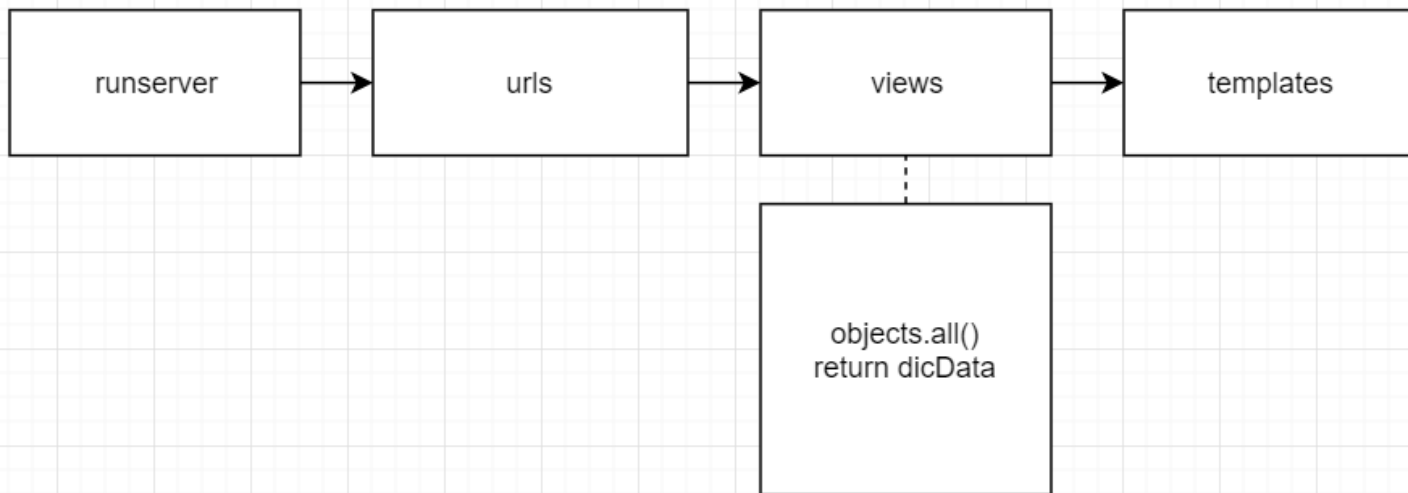 runserver
urls
views
templates
objects.all()
return dicData